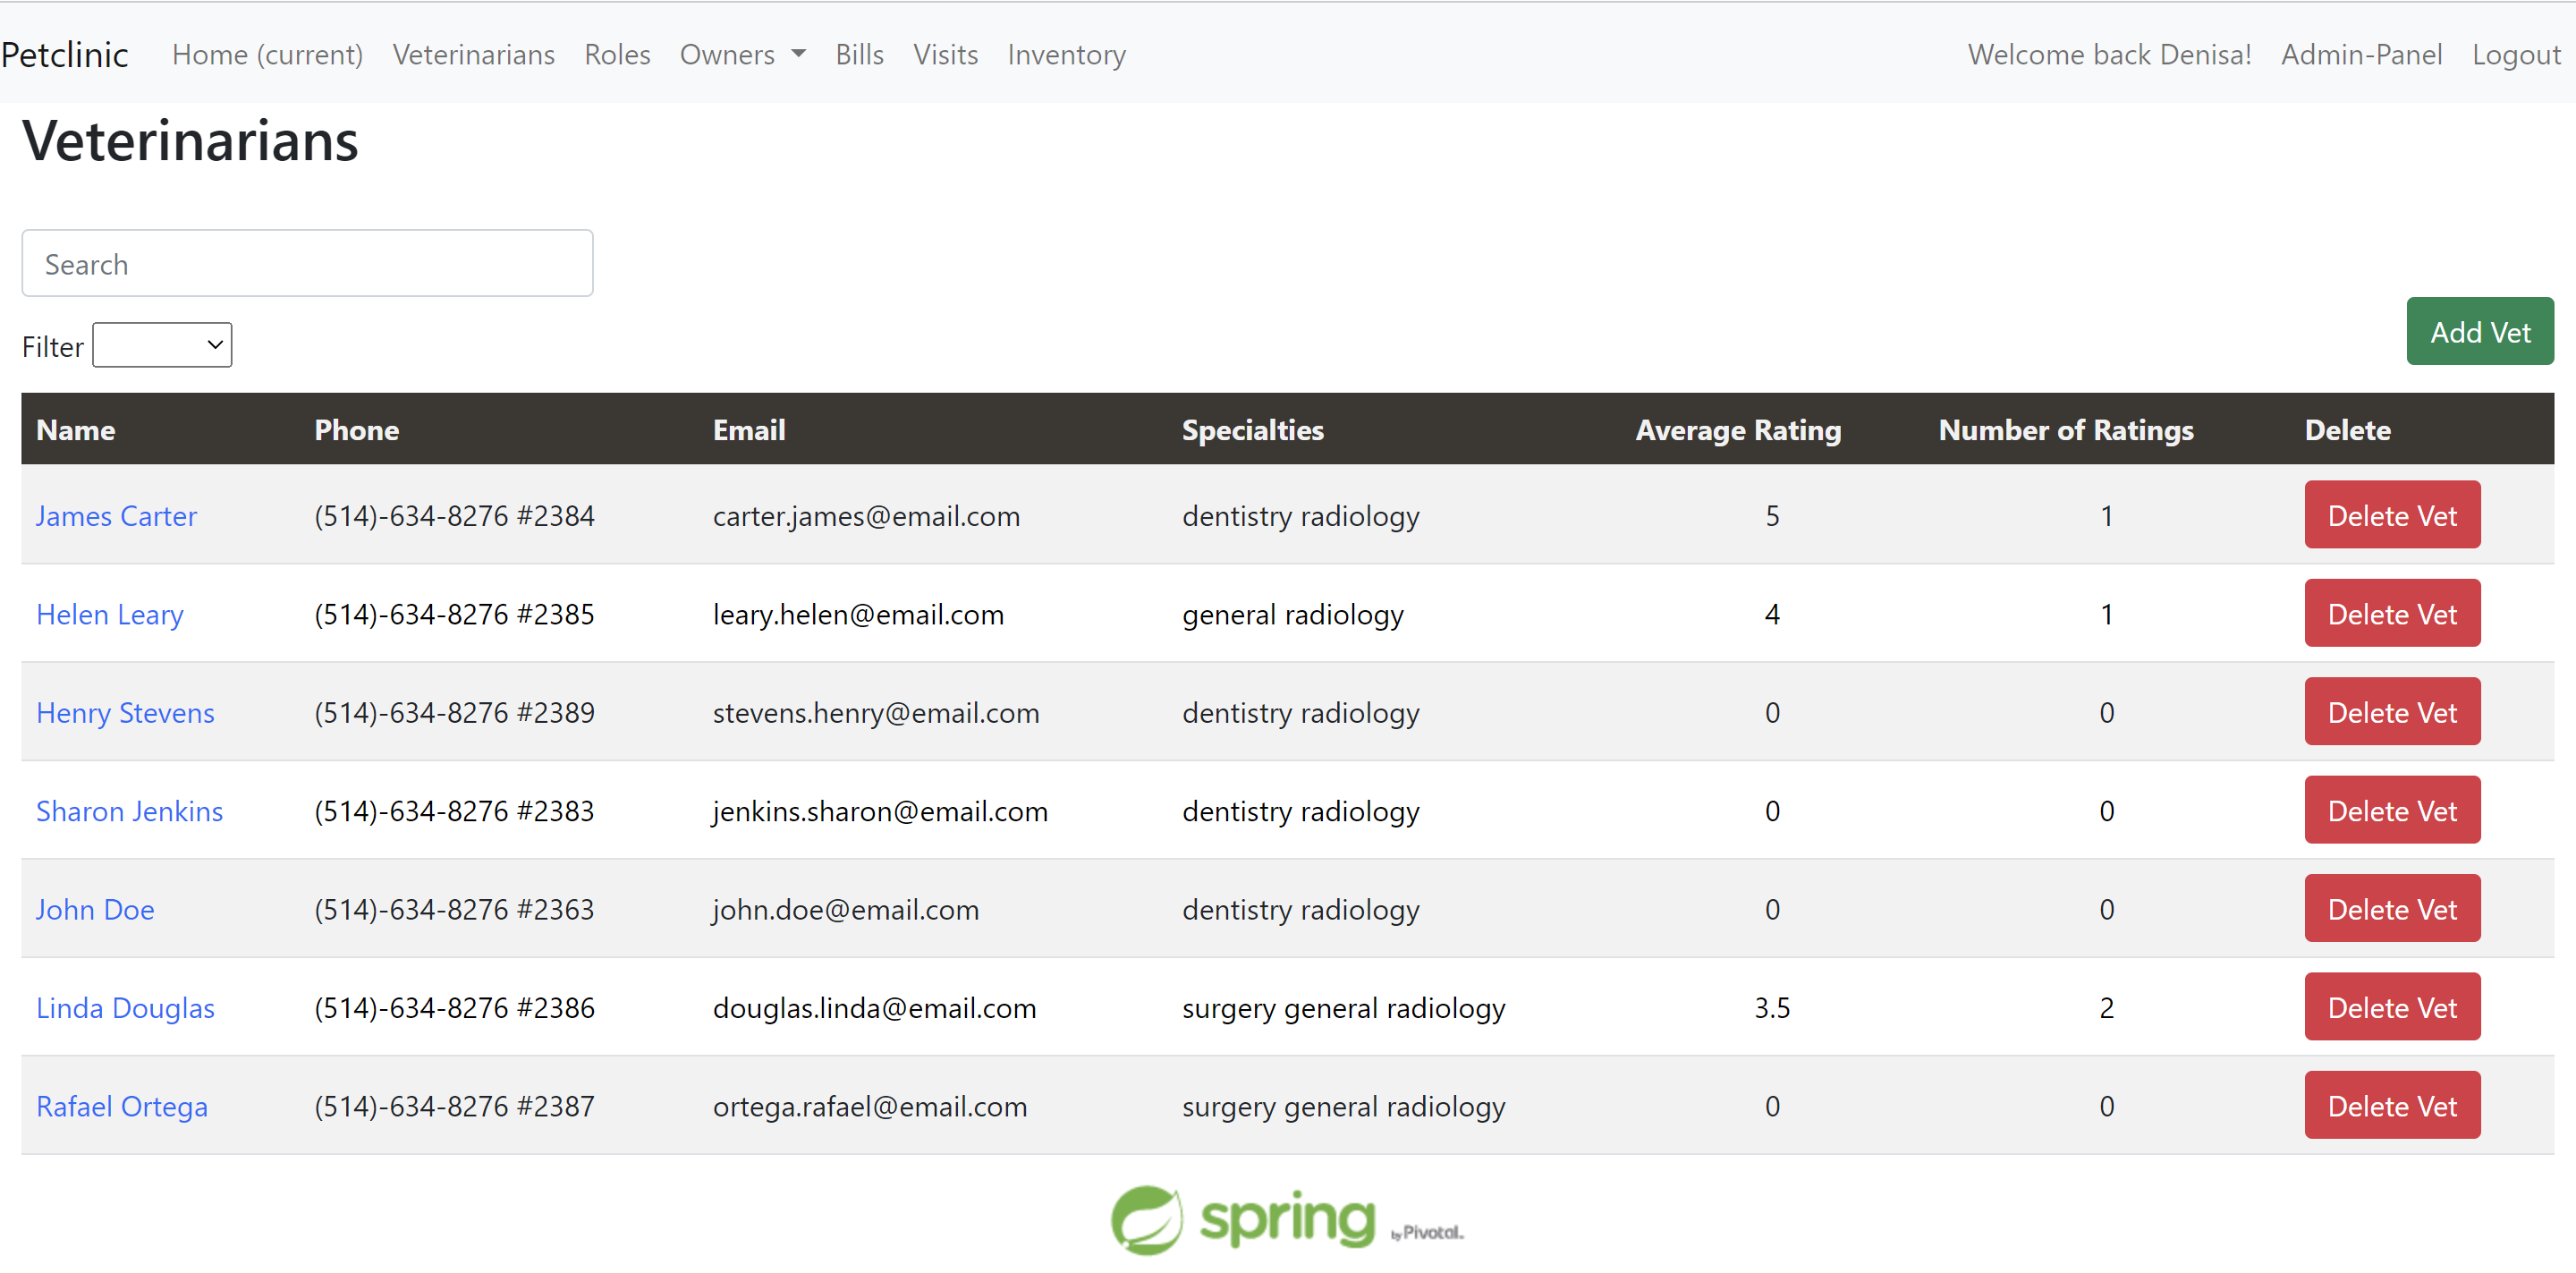 Petclinic Home (current) Veterinarians Roles Owners Bills Visits Inventory Welcome back Denisa! Admin-Panel Logout
Veterinarians
Search
Filter
Add Vet
Name Phone Email Specialties Average Rating Number of Ratings Delete
James Carter (514)-634-8276 #2384 carter.james@email.com dentistry radiology 5 1 Delete Vet
Helen Leary (514)-634-8276 #2385 leary.helen@email.com general radiology 4 1 Delete Vet
Henry Stevens (514)-634-8276 #2389 stevens.henry@email.com dentistry radiology 0 0 Delete Vet
Sharon Jenkins (514)-634-8276 #2383 jenkins.sharon@email.com dentistry radiology 0 0 Delete Vet
John Doe (514)-634-8276 #2363 john.doe@email.com dentistry radiology 0 0 Delete Vet
Linda Douglas (514)-634-8276 #2386 douglas.linda@email.com surgery general radiology 3.5 2 Delete Vet
Rafael Ortega (514)-634-8276 #2387 ortega.rafael@email.com surgery general radiology 0 0 Delete Vet
spring by Pivotal™